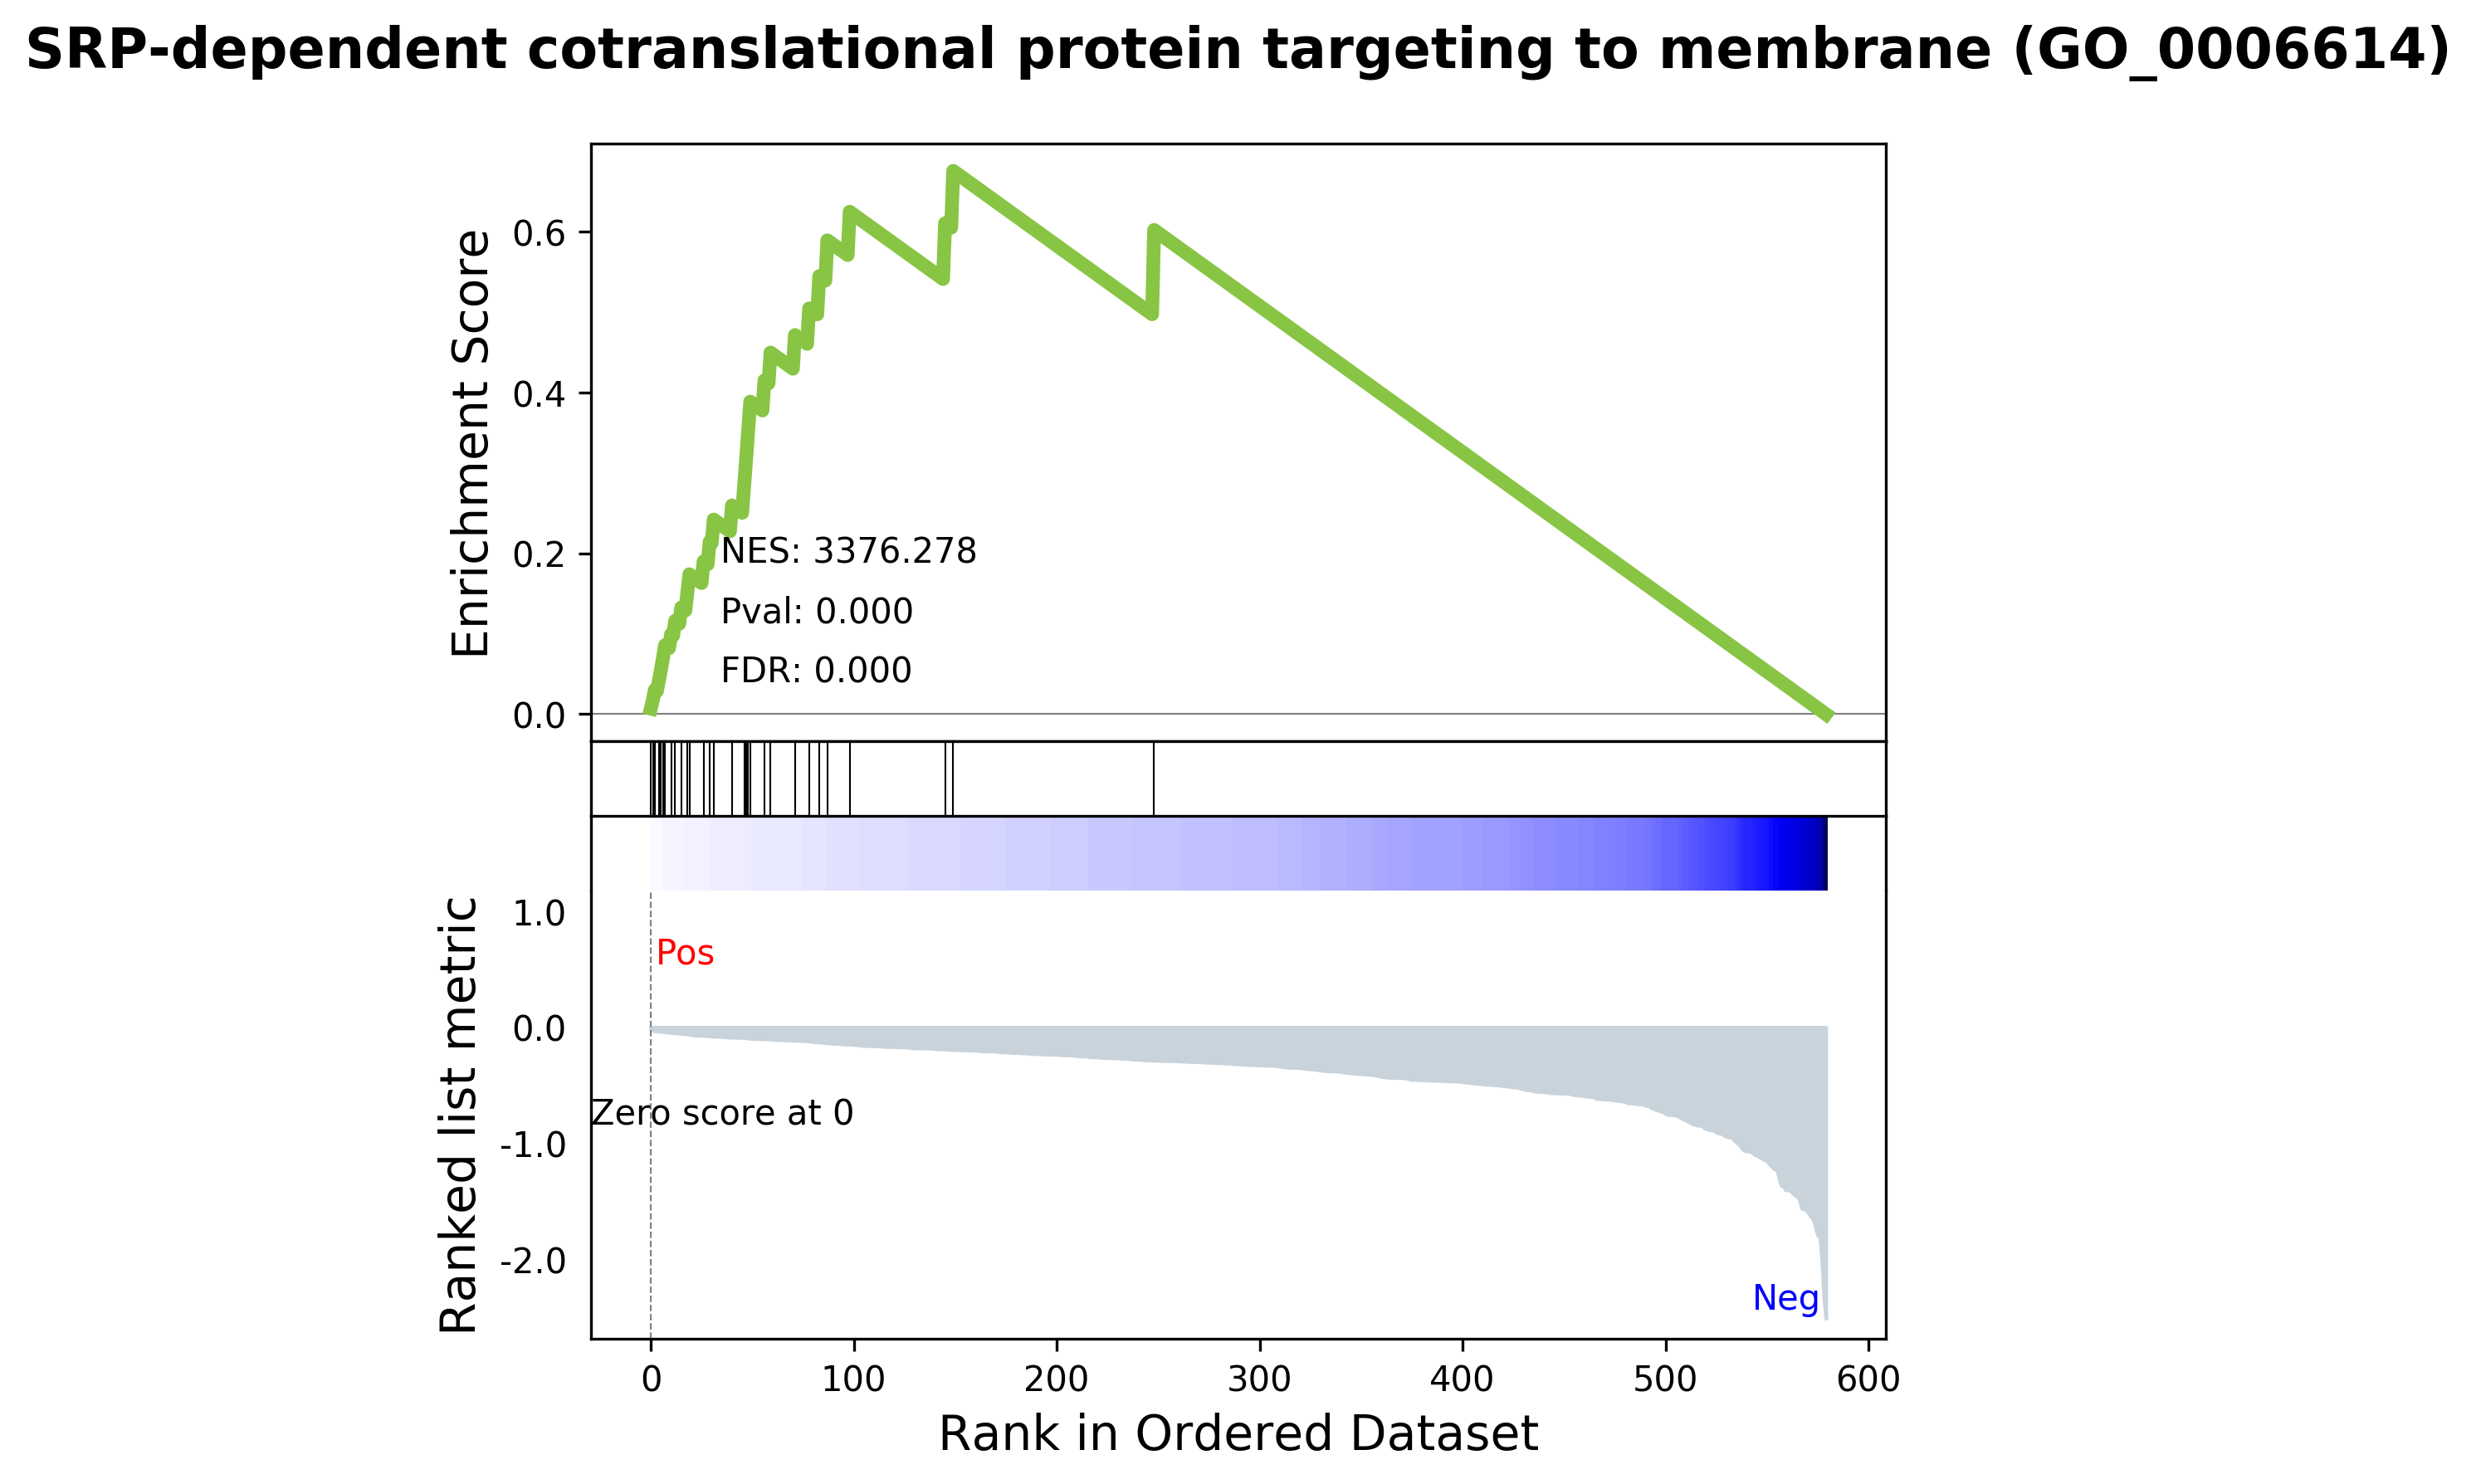 SRP-dependent cotranslational protein targeting to membrane (GO_0006614)
Enrichment Score
0.6
0.4
0.2
0.0
NES: 3376.278
Pval: 0.000
FDR: 0.000
Ranked list metric
1.0
0.0
-1.0
-2.0
Pos
Zero score at 0
Neg
0 100 200 300 400 500 600
Rank in Ordered Dataset